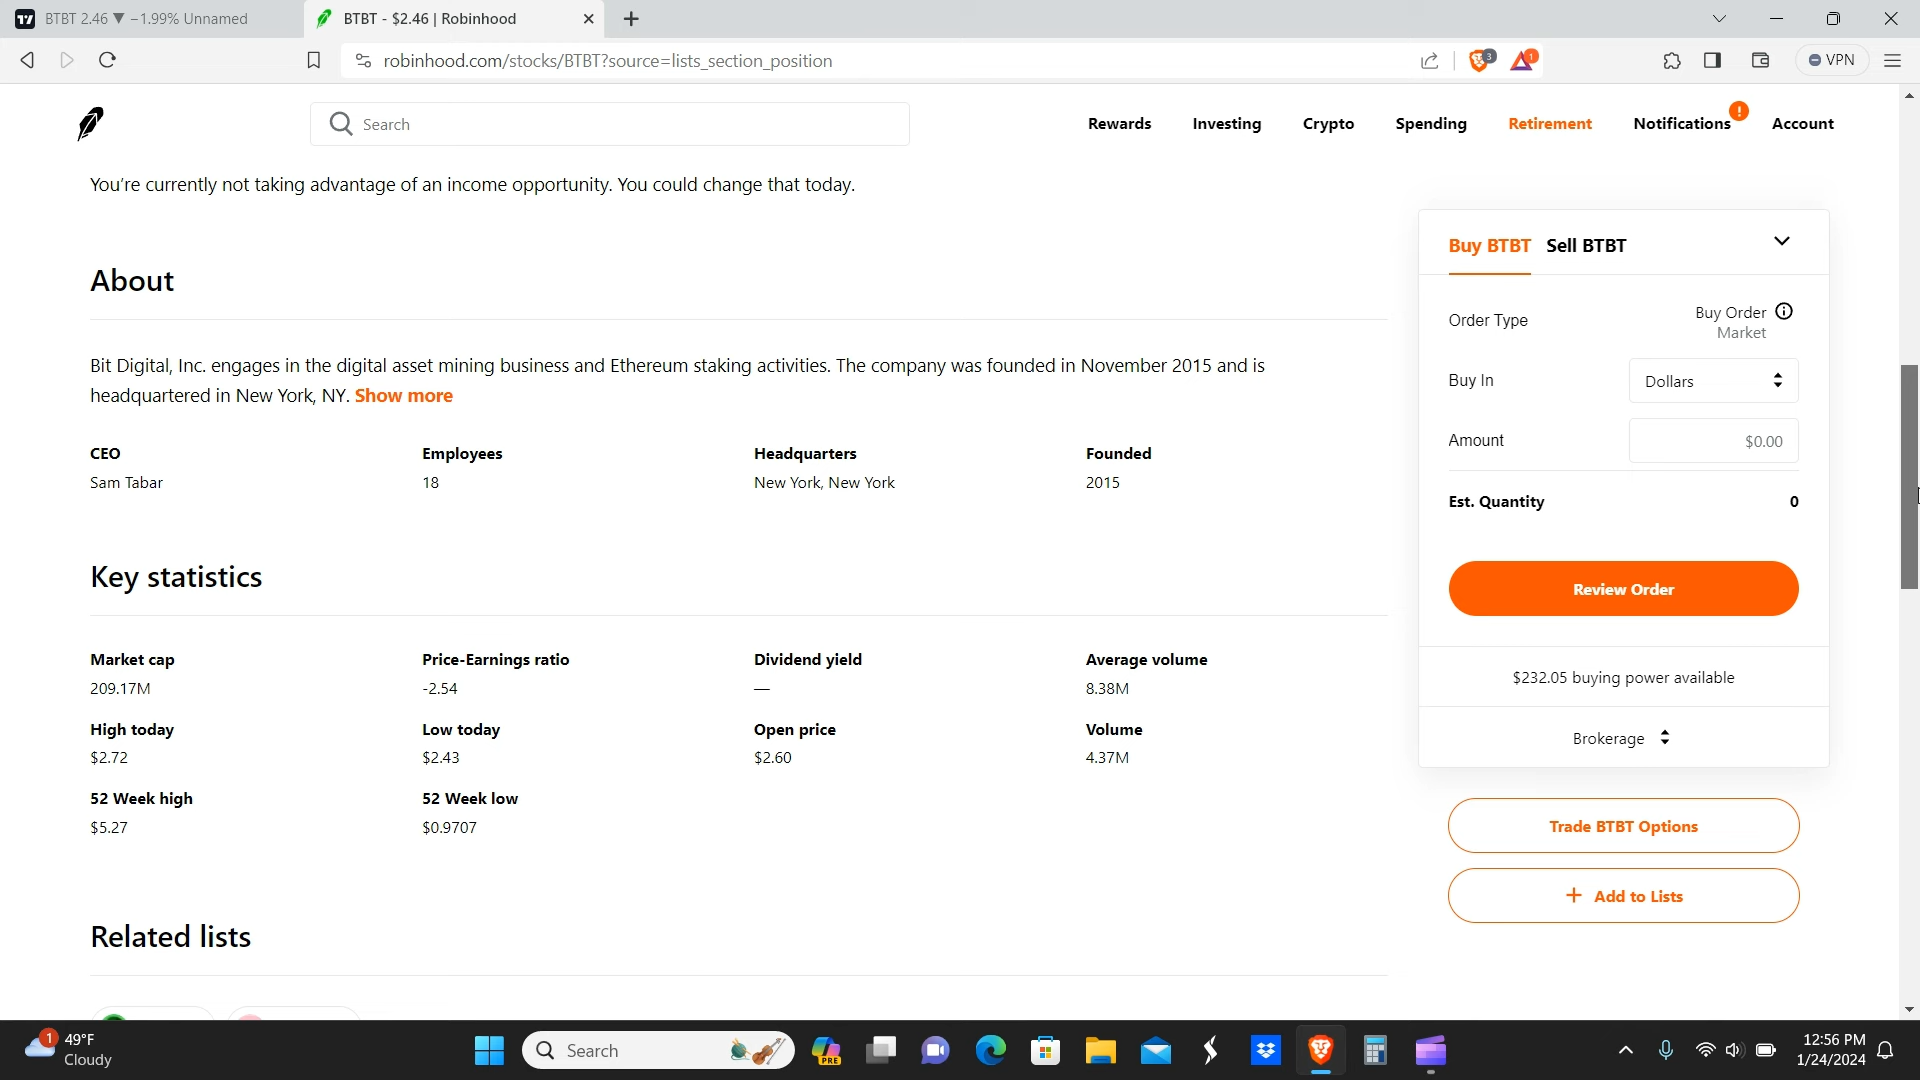 BTBT 2.46 ▼ −1.99% Unnamed
BTBT - $2.46 | Robinhood
robinhood.com/stocks/BTBT?source=lists_section_position
3
1
VPN
Search
Rewards
Investing
Crypto
Spending
Retirement
Notifications
!
Account
You're currently not taking advantage of an income opportunity. You could change that today.
About
Bit Digital, Inc. engages in the digital asset mining business and Ethereum staking activities. The company was founded in November 2015 and is
headquartered in New York, NY. Show more
CEO
Employees
Headquarters
Founded
Sam Tabar
18
New York, New York
2015
Key statistics
Market cap
Price-Earnings ratio
Dividend yield
Average volume
209.17M
-2.54
—
8.38M
High today
Low today
Open price
Volume
$2.72
$2.43
$2.60
4.37M
52 Week high
52 Week low
$5.27
$0.9707
Related lists
Buy BTBT
Sell BTBT
Order Type
Buy Order
Market
Buy In
Dollars
Amount
$0.00
Est. Quantity
0
Review Order
$232.05 buying power available
Brokerage
Trade BTBT Options
+ Add to Lists
1
49°F
Cloudy
Search
PRE
12:56 PM
1/24/2024